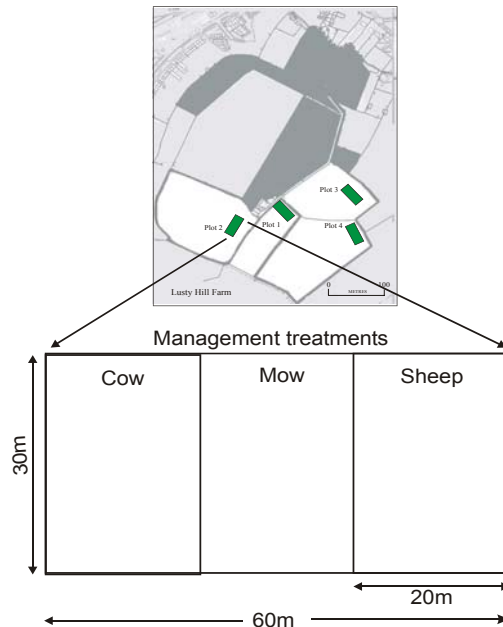 Plot 3
Plot 1
Plot 2
Plot 4
Lusty Hill Farm
0 100
METRES
Management treatments
Cow Mow Sheep
30m
20m
60m